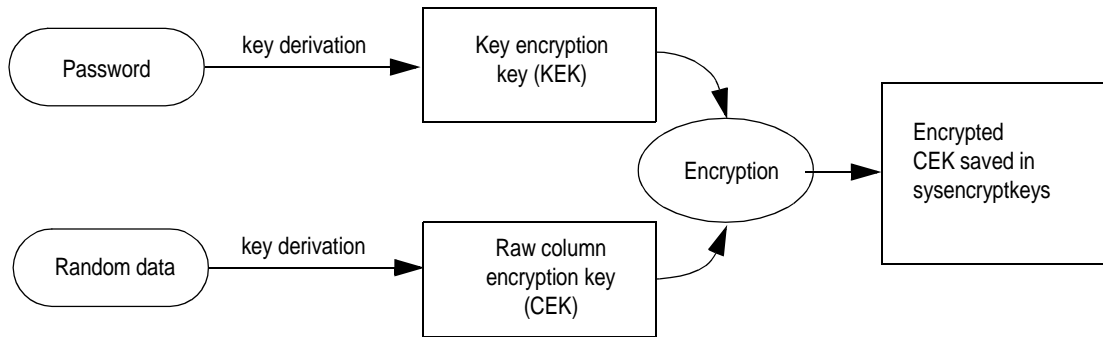 Password
key derivation
Key encryption
key (KEK)
Encryption
Encrypted
CEK saved in
sysencryptkeys
Random data
key derivation
Raw column
encryption key
(CEK)